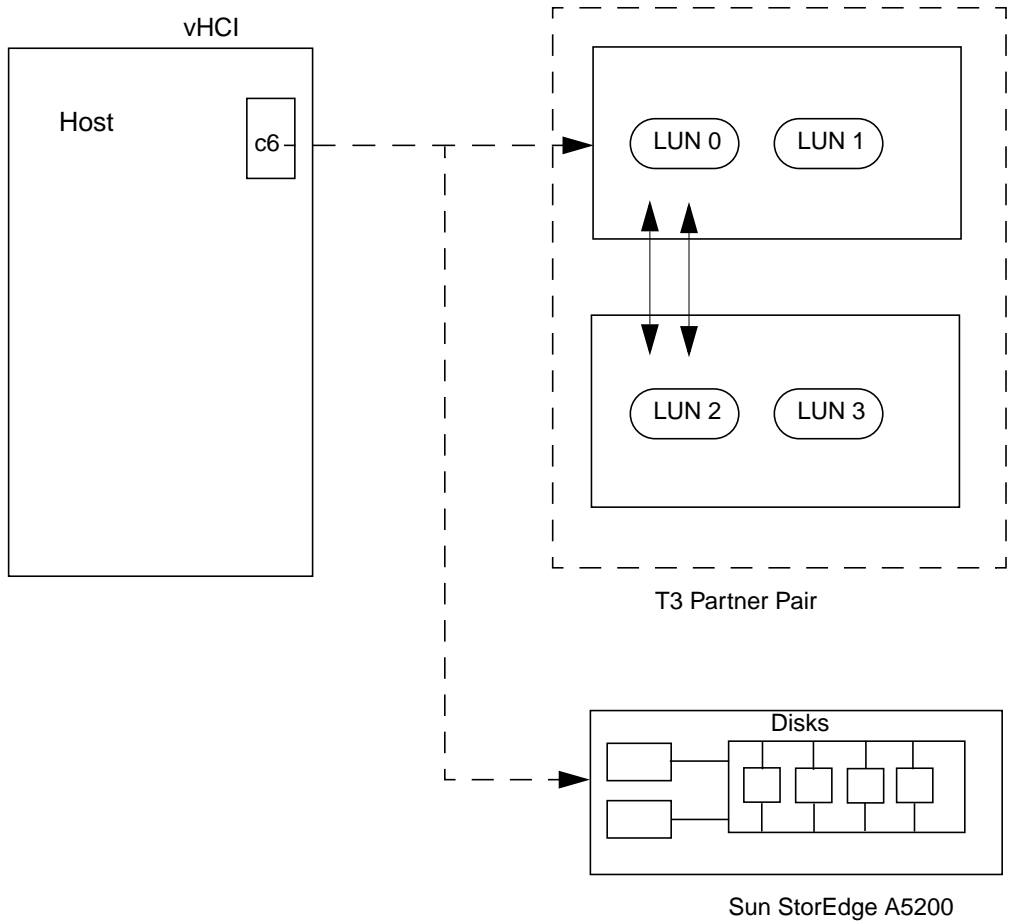 vHCI
Host
c6
LUN 0
LUN 1
LUN 2
LUN 3
T3 Partner Pair
Disks
Sun StorEdge A5200